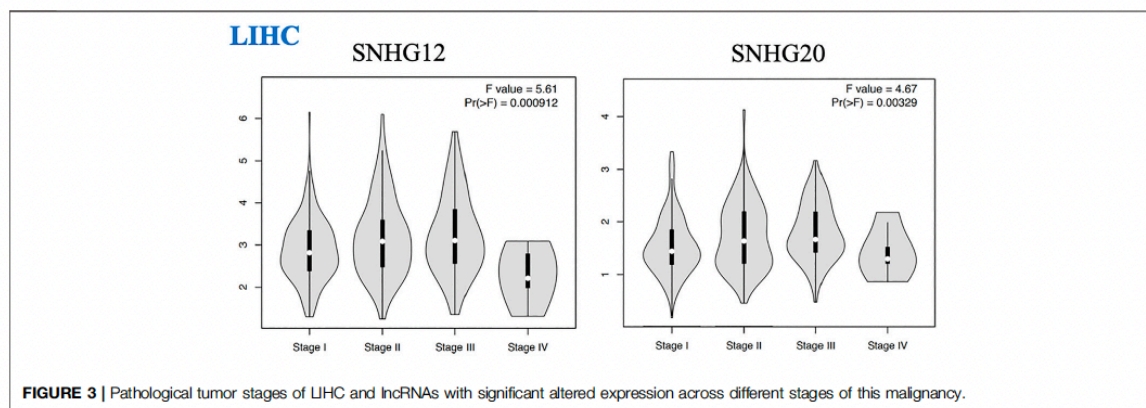 LIHC
SNHG12
F value = 5.61
Pr(>F) = 0.000912
6
5
4
3
2
Stage I Stage II Stage III Stage IV
SNHG20
F value = 4.67
Pr(>F) = 0.00329
4
3
2
1
Stage I Stage II Stage III Stage IV
FIGURE 3 | Pathological tumor stages of LIHC and lncRNAs with significant altered expression across different stages of this malignancy.